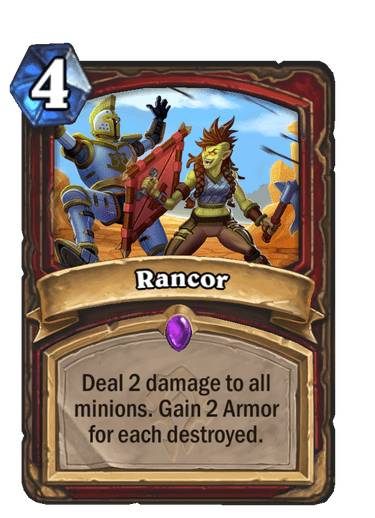 4
Rancor
Deal 2 damage to all
minions. Gain 2 Armor
for each destroyed.